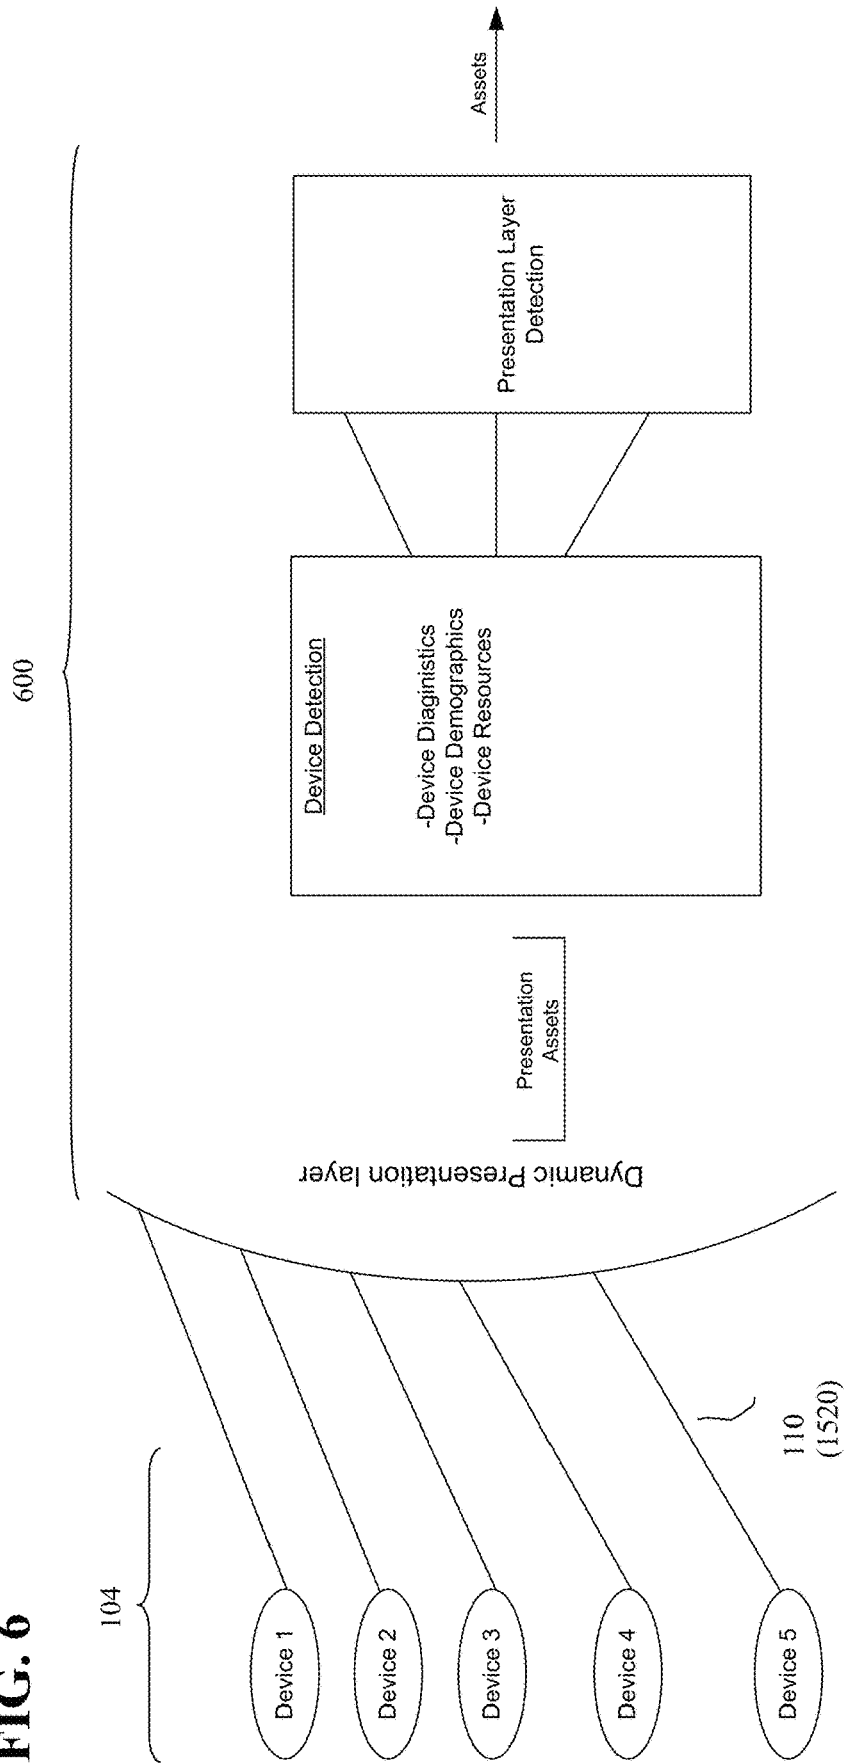 FIG. 6
600
104
Device 1
Device 2
Device 3
Device 4
Device 5
110
(1520)
Dynamic Presentation layer
Presentation
Assets
Device Detection
-Device Diaginistics
-Device Demographics
-Device Resources
Presentation Layer
Detection
Assets